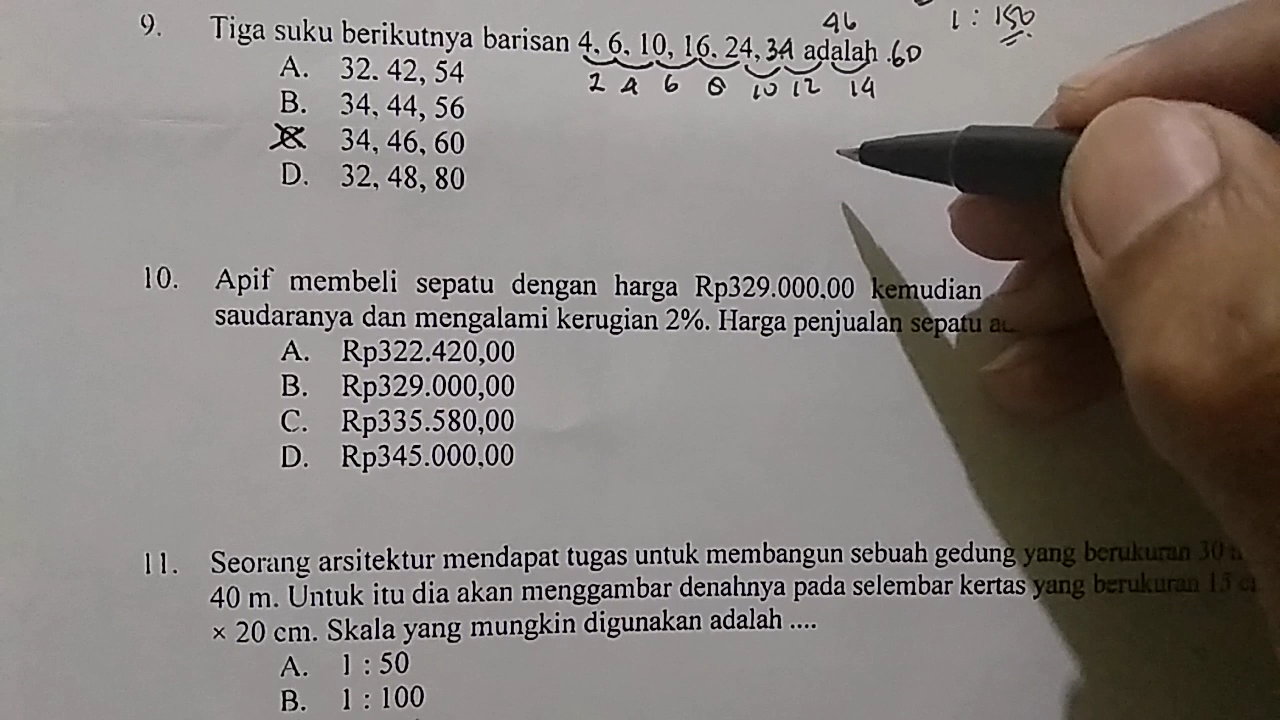 46
1 : 150
9. Tiga suku berikutnya barisan 4, 6, 10, 16. 24, 34 adalah .60
2 4 6 8 10 12 14
A. 32. 42, 54
B. 34, 44, 56
34, 46, 60
D. 32, 48, 80
10. Apif membeli sepatu dengan harga Rp329.000,00 kemudian
saudaranya dan mengalami kerugian 2%. Harga penjualan sepatu
A. Rp322.420,00
B. Rp329.000,00
C. Rp335.580,00
D. Rp345.000,00
11. Seorang arsitektur mendapat tugas untuk membangun sebuah gedung yang berukuran 30
40 m. Untuk itu dia akan menggambar denahnya pada selembar kertas yang berukuran 15
× 20 cm. Skala yang mungkin digunakan adalah ....
A. 1 : 50
B. 1 : 100